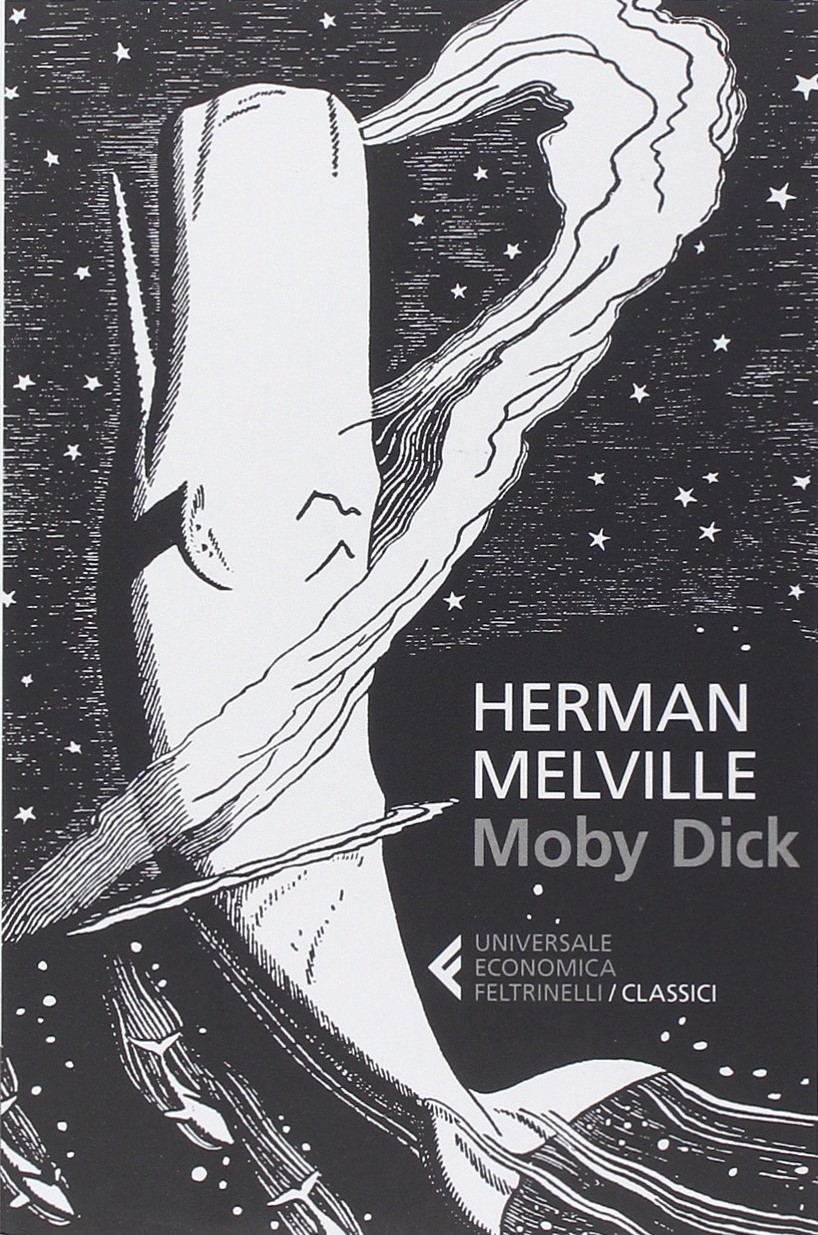 HERMAN
MELVILLE
Moby Dick
UNIVERSALE
ECONOMICA
FELTRINELLI / CLASSICI